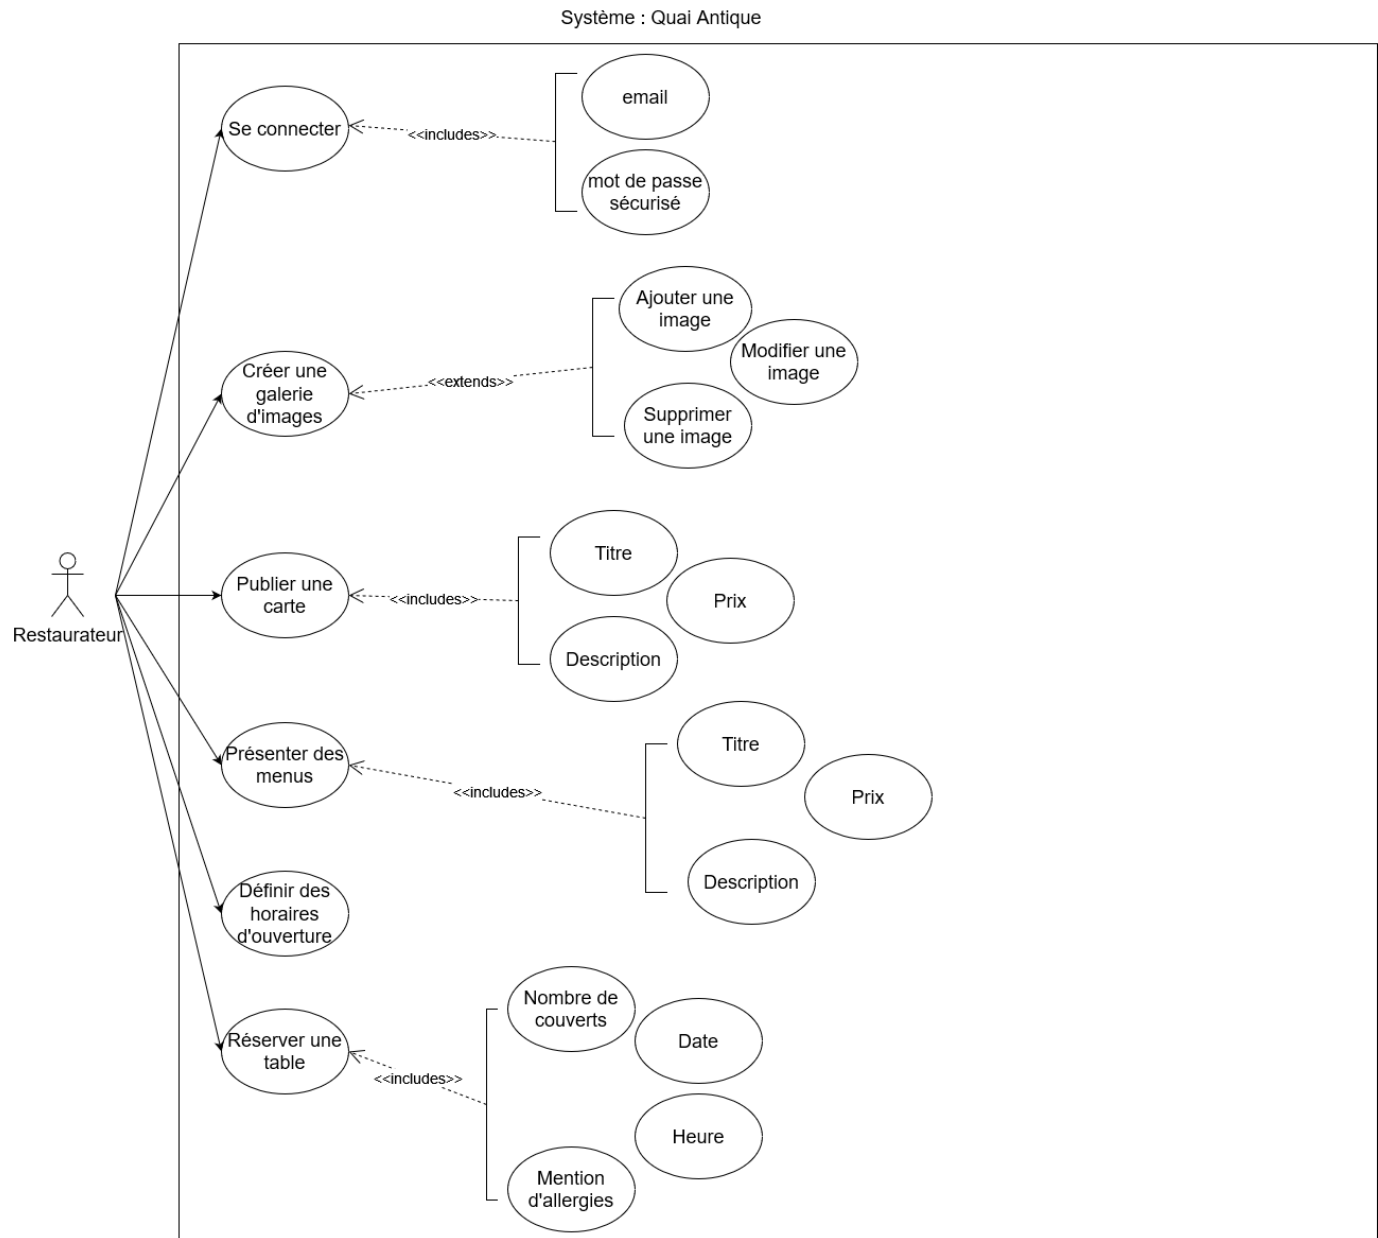 Système : Quai Antique
email
Se connecter
<<includes>>
mot de passe
sécurisé
Ajouter une
image
Modifier une
image
Créer une
galerie
d'images
<<extends>>
Supprimer
une image
Titre
Publier une
carte
<<includes>>
Prix
Restaurateur
Description
Titre
Présenter des
menus
<<includes>>
Prix
Description
Définir des
horaires
d'ouverture
Nombre de
couverts
Date
Réserver une
table
<<includes>>
Heure
Mention
d'allergies